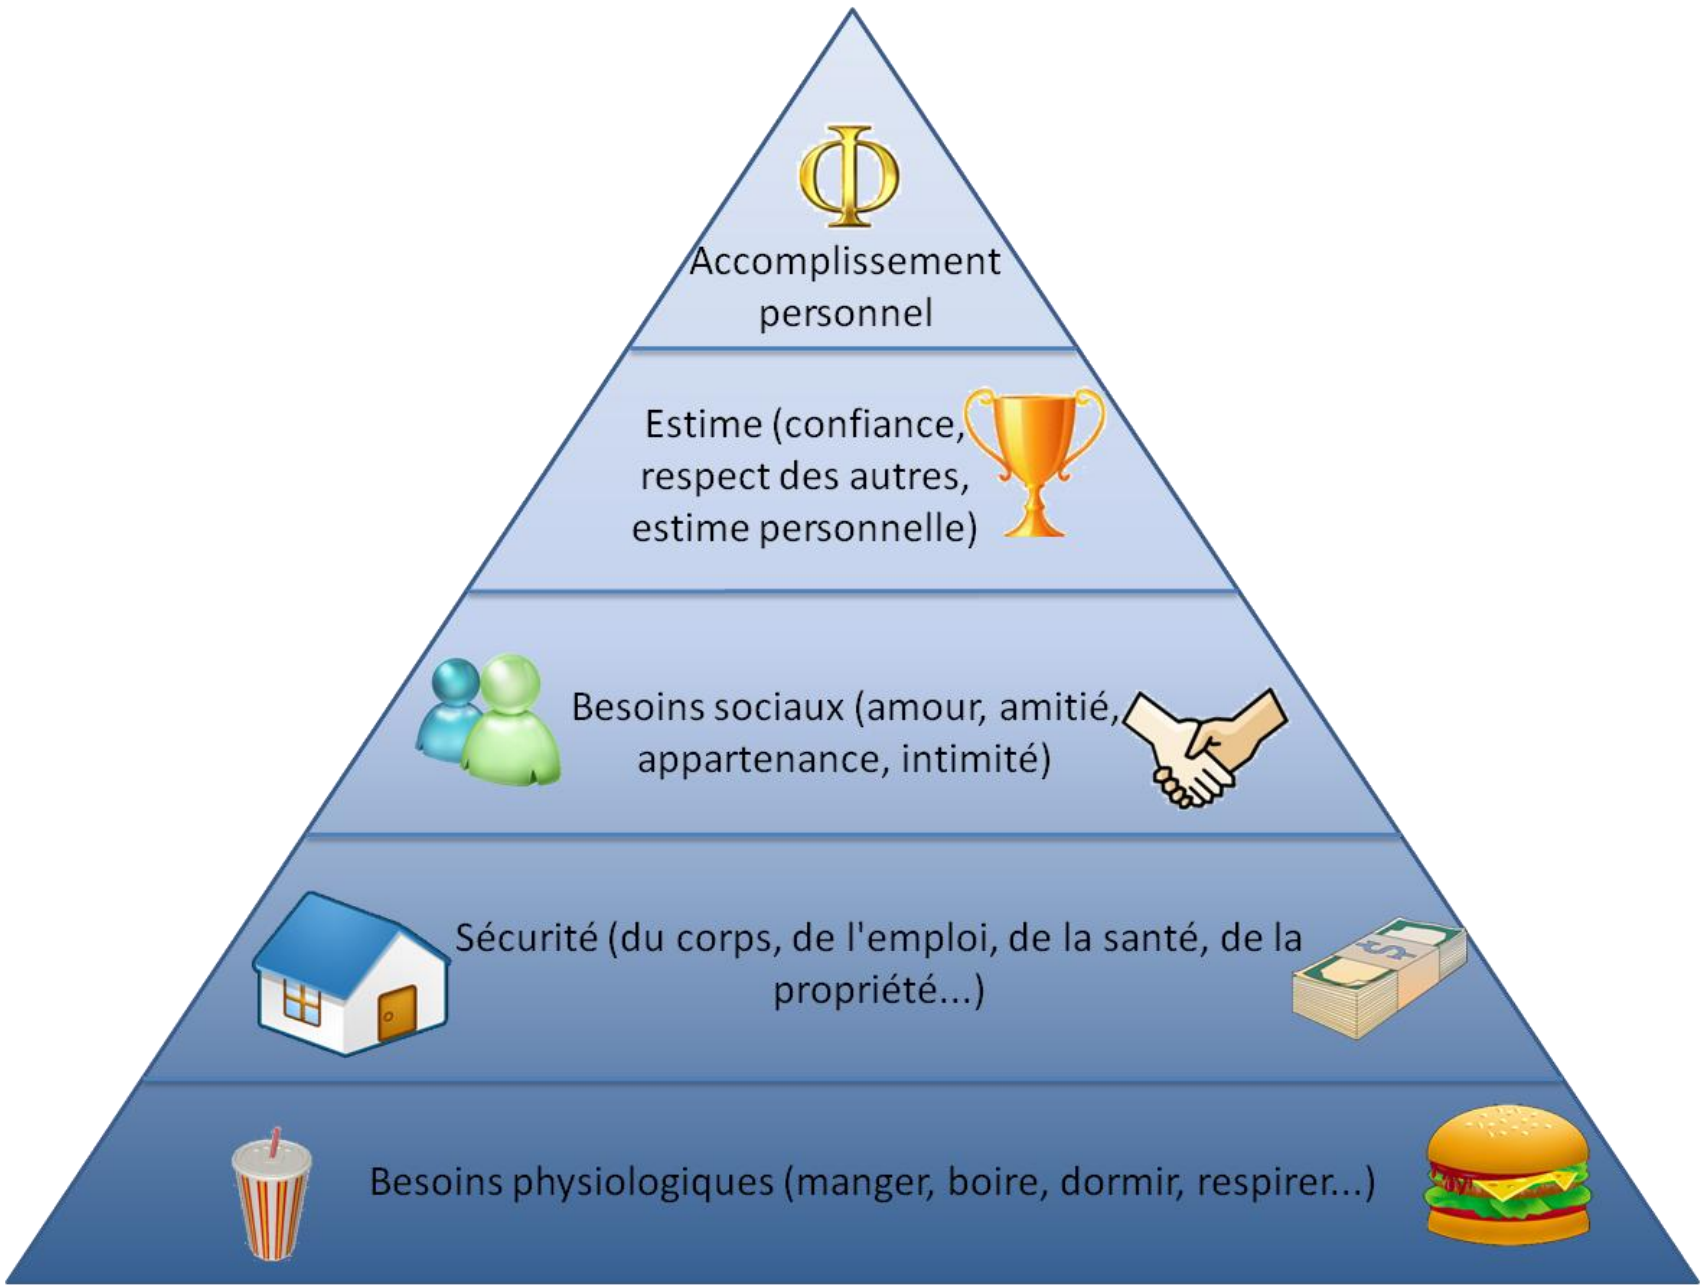 Φ
Accomplissement
personnel
Estime (confiance,
respect des autres,
estime personnelle)
Besoins sociaux (amour, amitié,
appartenance, intimité)
Sécurité (du corps, de l'emploi, de la santé, de la
propriété...)
$
Besoins physiologiques (manger, boire, dormir, respirer...)